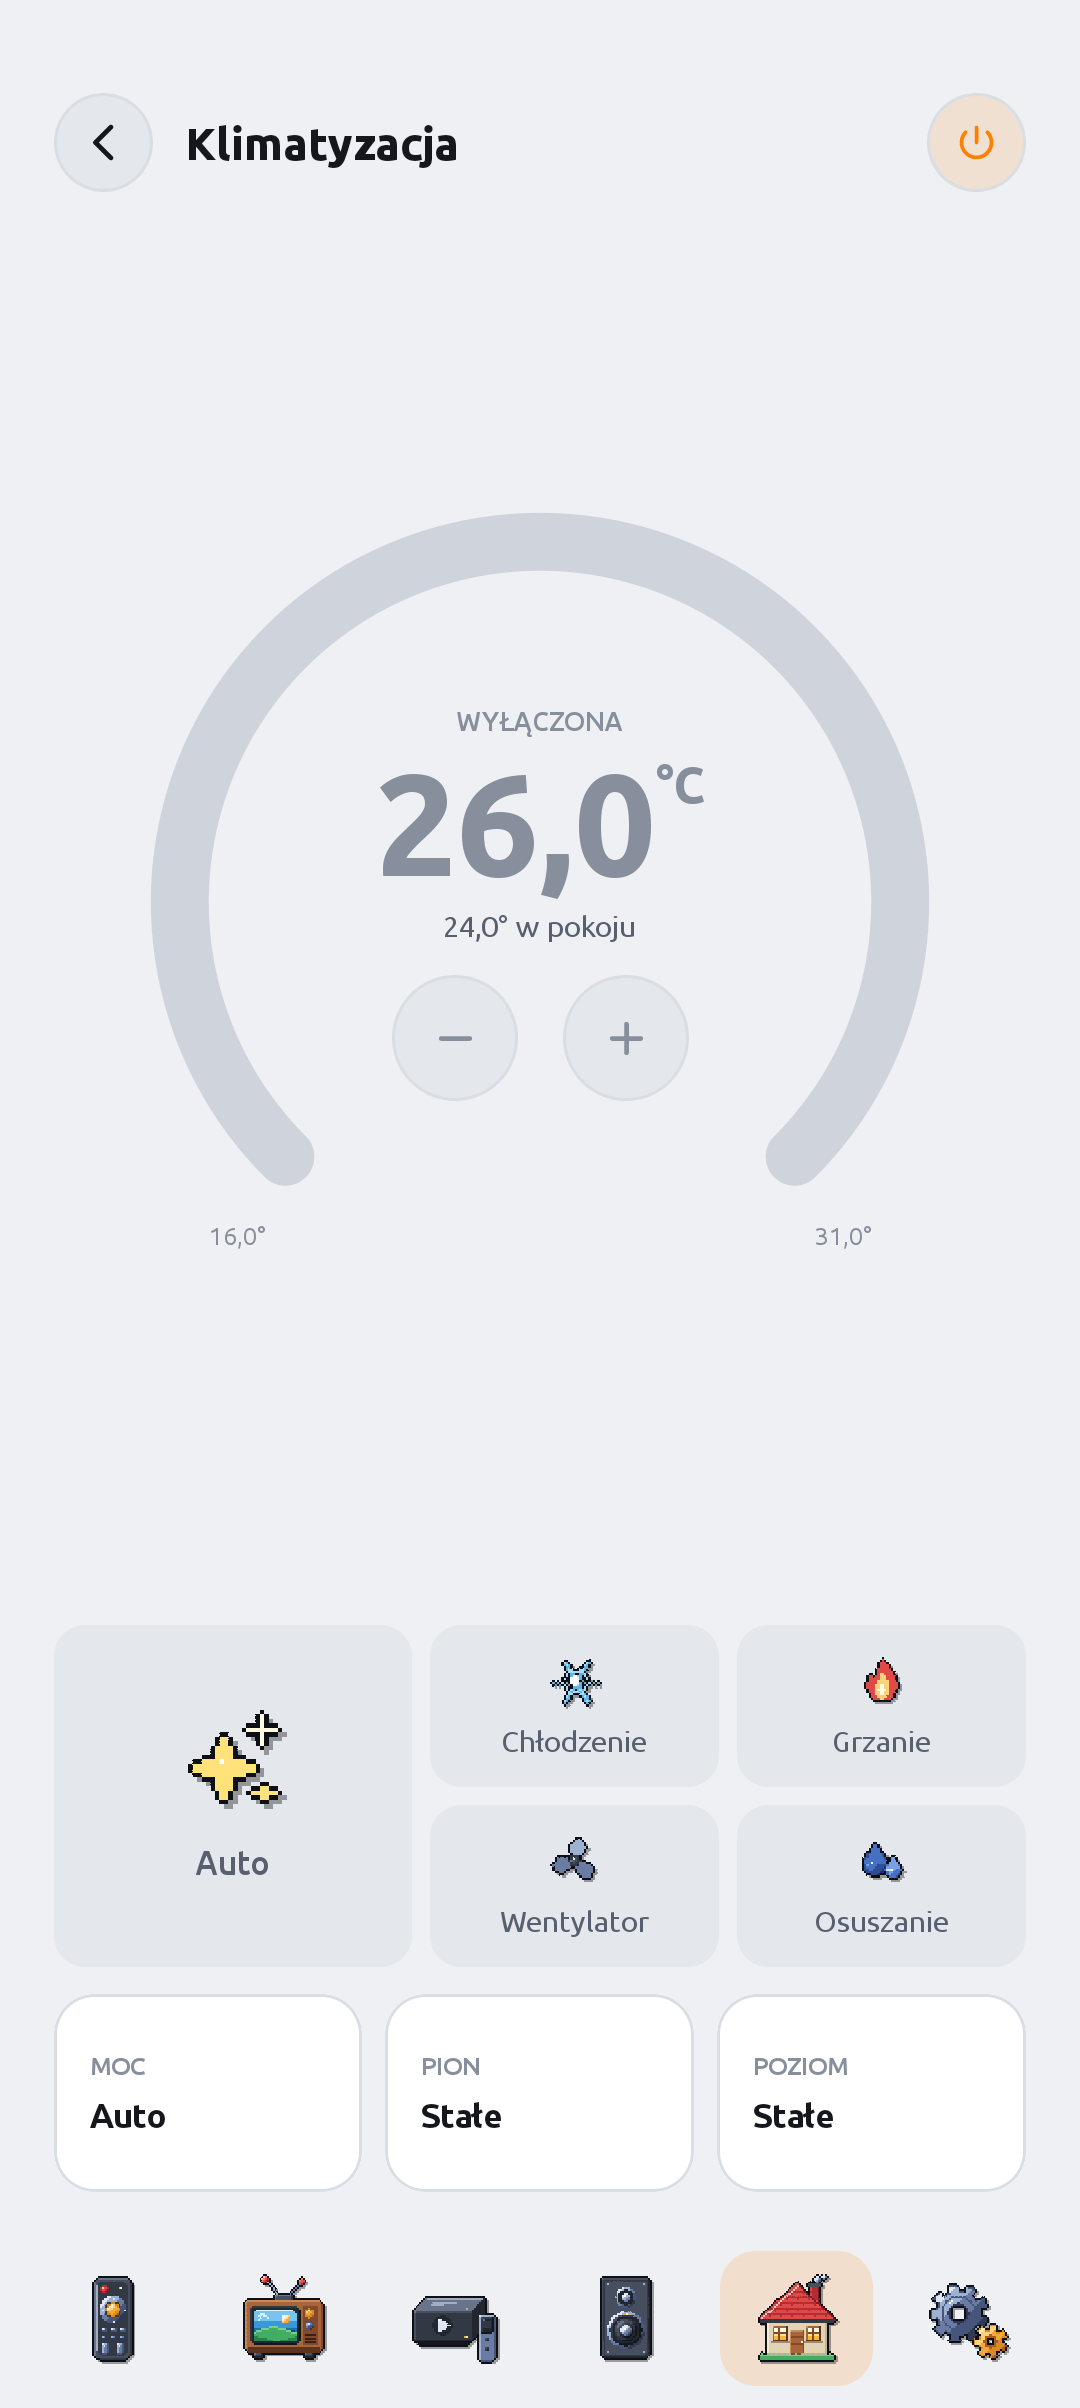 Klimatyzacja
WYŁĄCZONA
26,0°C
24,0° w pokoju
16,0°
31,0°
Auto
Chłodzenie
Grzanie
Wentylator
Osuszanie
MOC
Auto
PION
Stałe
POZIOM
Stałe